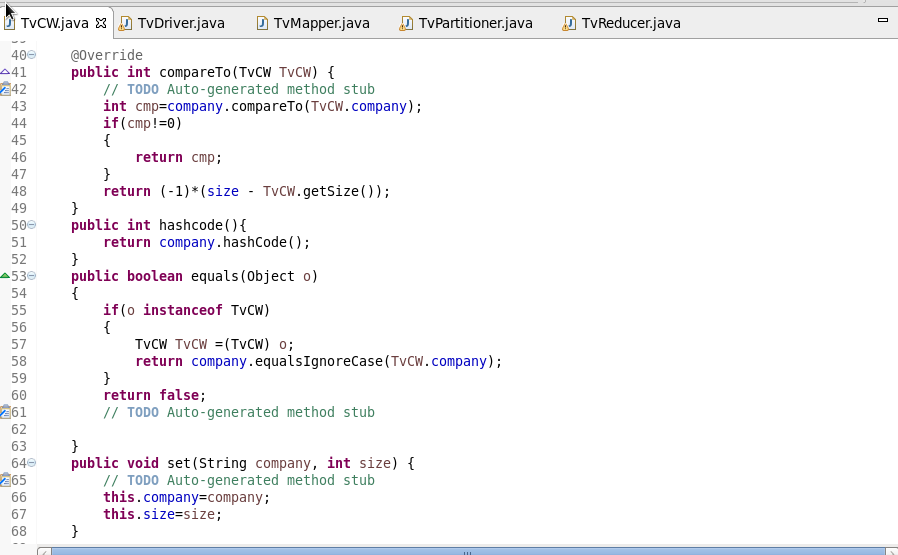 TvCW.java TvDriver.java TvMapper.java TvPartitioner.java TvReducer.java
40 @Override
41 public int compareTo(TvCW TvCW) {
42 // TODO Auto-generated method stub
43 int cmp=company.compareTo(TvCW.company);
44 if(cmp!=0)
45 {
46 return cmp;
47 }
48 return (-1)*(size - TvCW.getSize());
49 }
50 public int hashcode(){
51 return company.hashCode();
52 }
53 public boolean equals(Object o)
54 {
55 if(o instanceof TvCW)
56 {
57 TvCW TvCW =(TvCW) o;
58 return company.equalsIgnoreCase(TvCW.company);
59 }
60 return false;
61 // TODO Auto-generated method stub
62
63 }
64 public void set(String company, int size) {
65 // TODO Auto-generated method stub
66 this.company=company;
67 this.size=size;
68 }